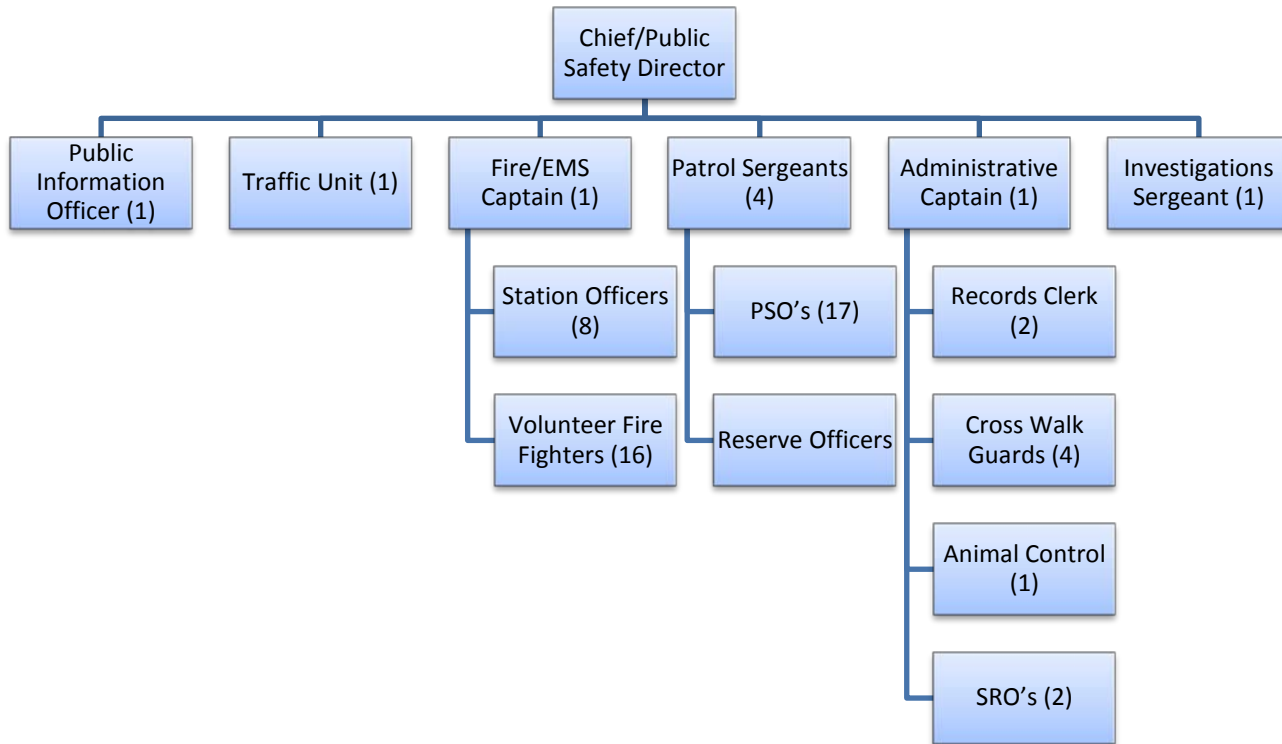 Chief/Public
Safety Director
Public
Information
Officer (1)
Traffic Unit (1)
Fire/EMS
Captain (1)
Patrol Sergeants
(4)
Administrative
Captain (1)
Investigations
Sergeant (1)
Station Officers
(8)
PSO’s (17)
Records Clerk
(2)
Volunteer Fire
Fighters (16)
Reserve Officers
Cross Walk
Guards (4)
Animal Control
(1)
SRO’s (2)